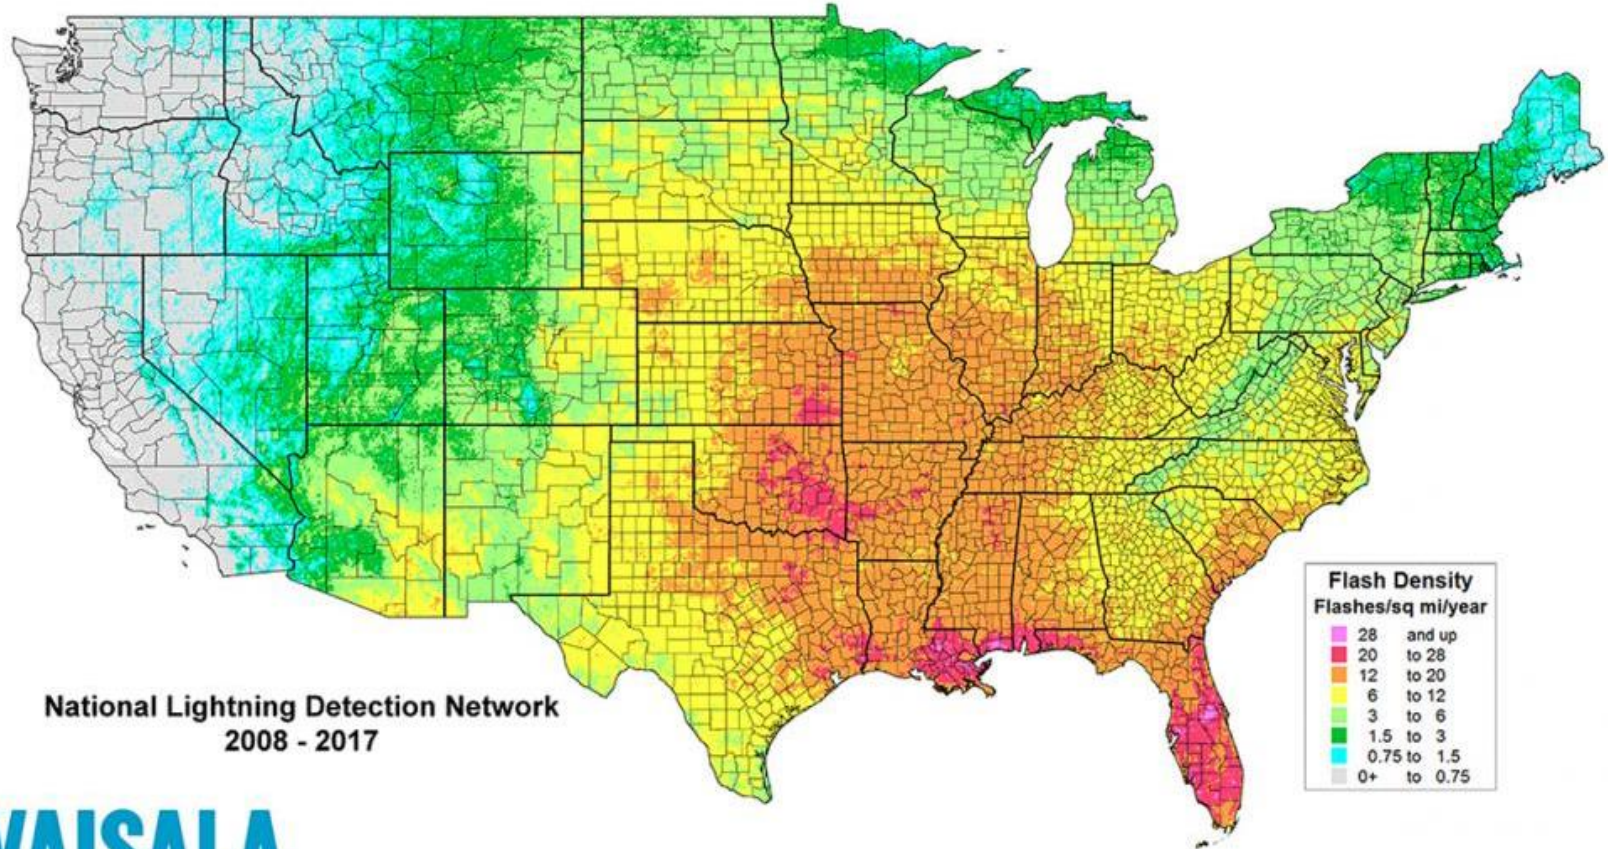 National Lightning Detection Network
2008 - 2017
Flash Density
Flashes/sq mi/year
28 and up
20 to 28
12 to 20
6 to 12
3 to 6
1.5 to 3
0.75 to 1.5
0+ to 0.75
VAISALA